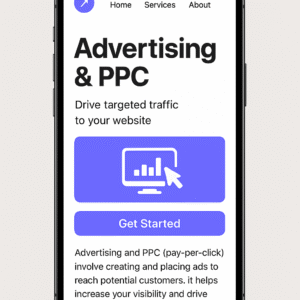 Home Services About
Advertising
& PPC
Drive targeted traffic
to your website
Get Started
Advertising and PPC (pay-per-click)
involve creating and placing ads to
reach potential customers. it helps
increase your visibility and drive